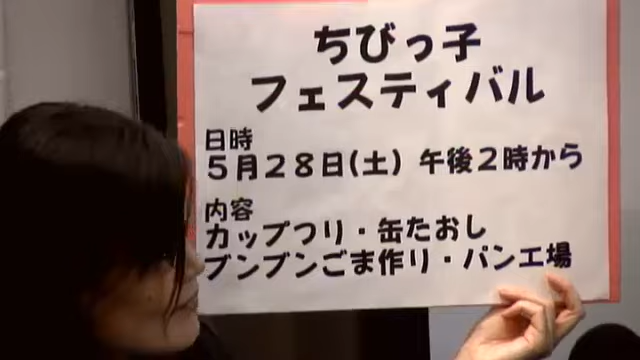 ちびっ子
フェスティバル
日時
5月28日(土) 午後2時から
内容
カップつり・缶たおし
ブンブンごま作り・パン工場